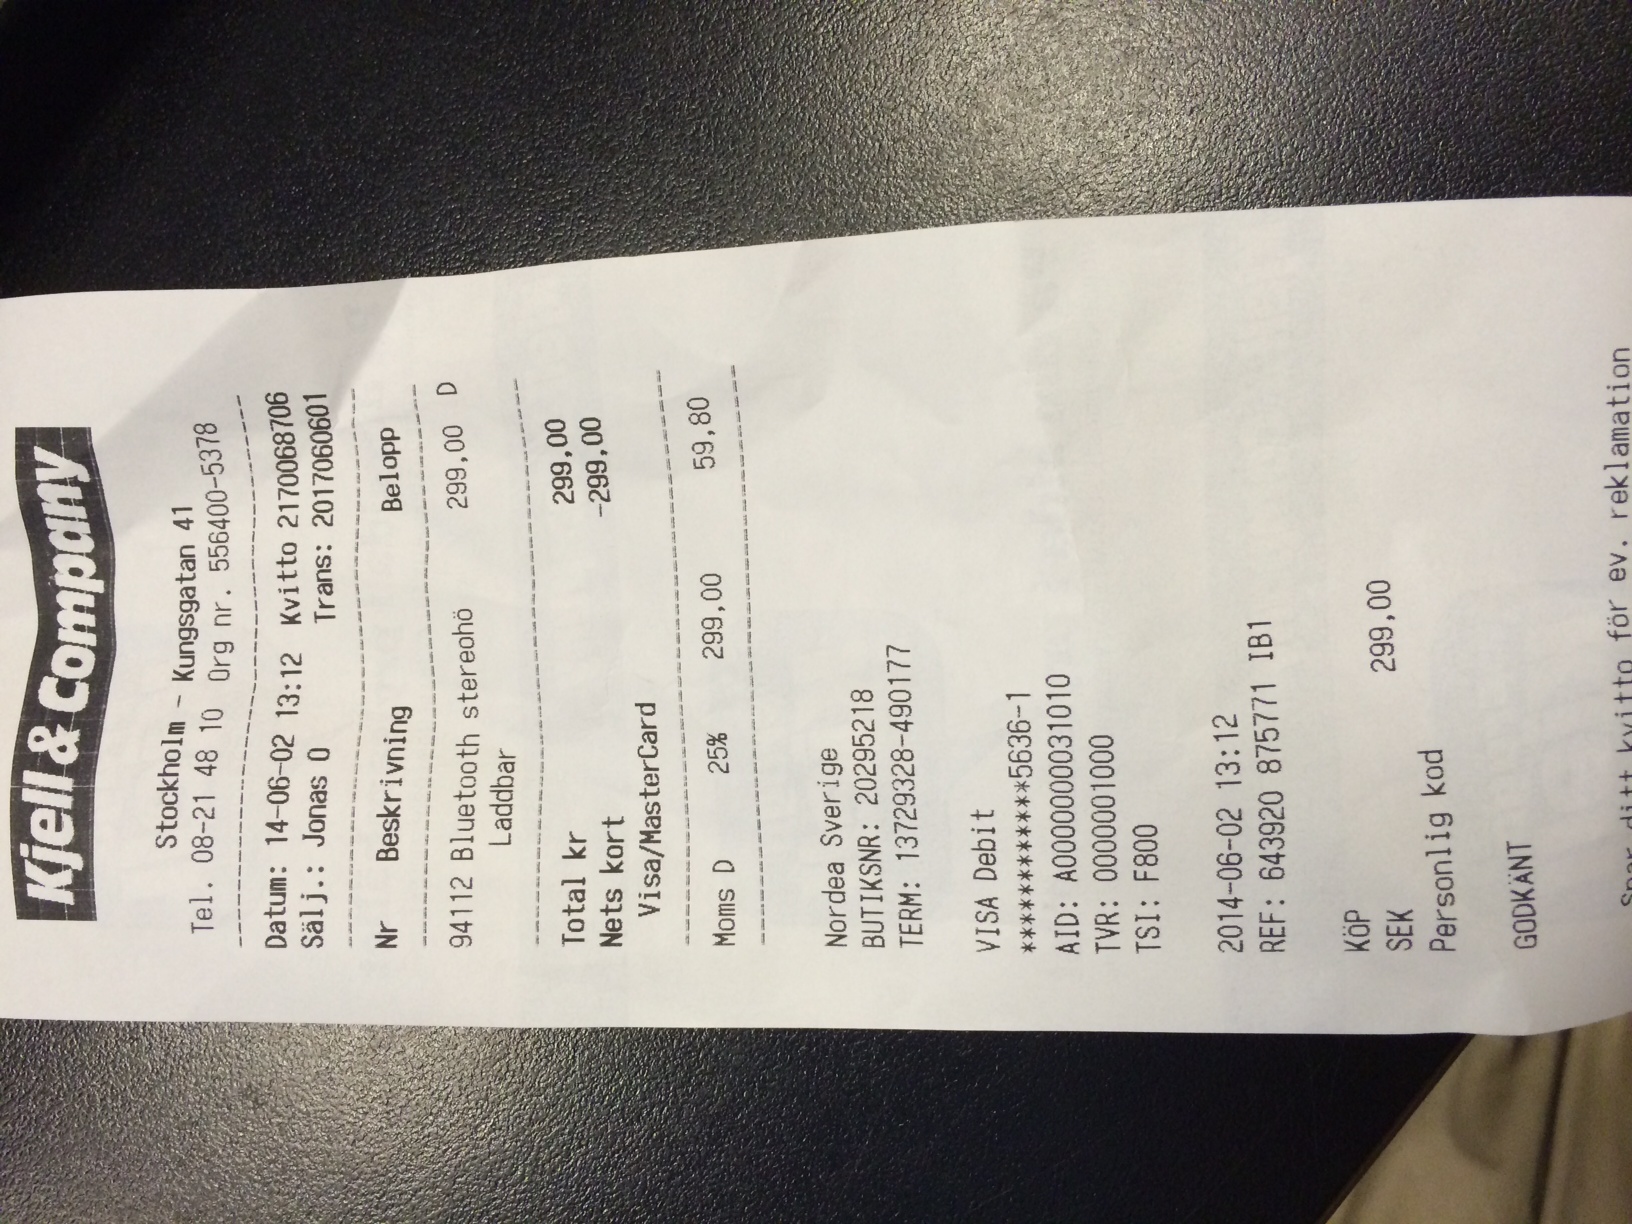 Kjell & Company
Stockholm - Kungsgatan 41
Tel. 08-21 48 10 Org nr. 556400-5378
Datum: 14-06-02 13:12 Kvitto 2170068706
Sälj.: Jonas O Trans: 2017060601
Nr Beskrivning Belopp
94112 Bluetooth stereohö 299,00 D
Laddbar
Total kr 299,00
Nets kort -299,00
Visa/MasterCard
Moms D 25% 299,00 59,80
Nordea Sverige
BUTIKSNR: 20295218
TERM: 13729328-490177
VISA Debit
************5636-1
AID: A0000000031010
TVR: 0000001000
TSI: F800
2014-06-02 13:12
REF: 643920 875771 IB1
KÖP
SEK 299,00
Personlig kod
GODKÄNT
Spar ditt kvitto för ev. reklamation